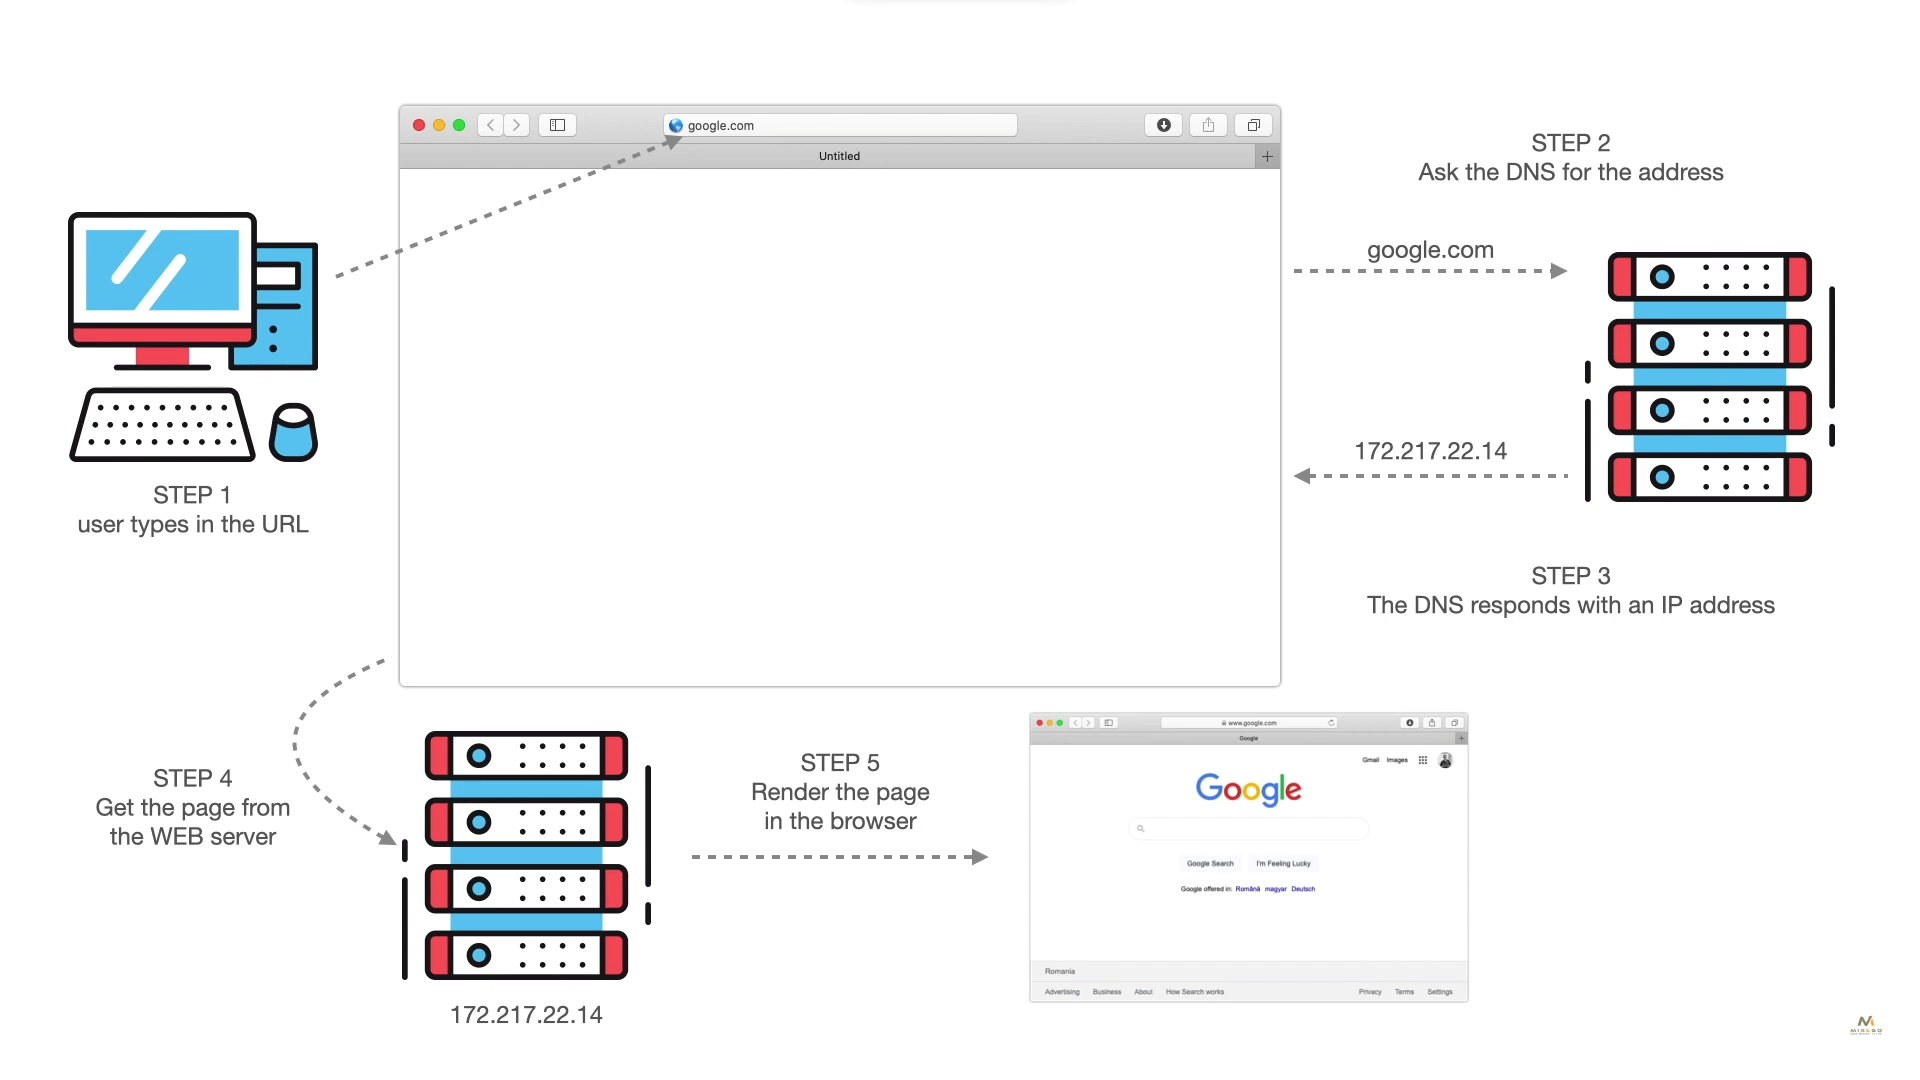 google.com
Untitled
STEP 1
user types in the URL
STEP 2
Ask the DNS for the address
google.com
172.217.22.14
STEP 3
The DNS responds with an IP address
STEP 4
Get the page from
the WEB server
172.217.22.14
STEP 5
Render the page
in the browser
www.google.com
Google
Gmail Images
Google
Google Search I'm Feeling Lucky
Google offered in: Română magyar Deutsch
Romania
Advertising Business About How Search works Privacy Terms Settings